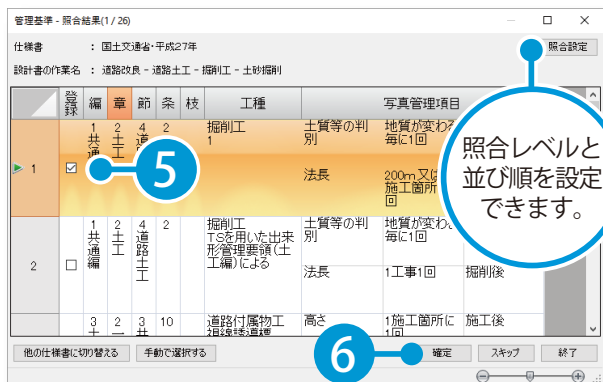 管理基準 - 照合結果(1 / 26)
仕様書 : 国土交通省・平成27年
照合設定
設計書の作業名 : 道路改良 - 道路土工 - 掘削工 - 土砂掘削
登録 編 章 節 条 枝 工種 写真管理項目
1 共通 2 土工 4 道 2 掘削工 1 土質等の判別 地質が変わる毎に1回
法長 200m又は 施工箇所 回
5
照合レベルと
並び順を設定
できます。
2 1 共通編 2 土工 4 道路土工 2 掘削工 TSを用いた出来形管理要領(土工編)による 土質等の判別 地質が変わ 毎に1回
法長 1工事1回 掘削後
3 2 3 10 道路付属物工 高さ 1施工箇所に1回 施工後
他の仕様書に切り替える 手動で選択する 6 確定 スキップ 終了